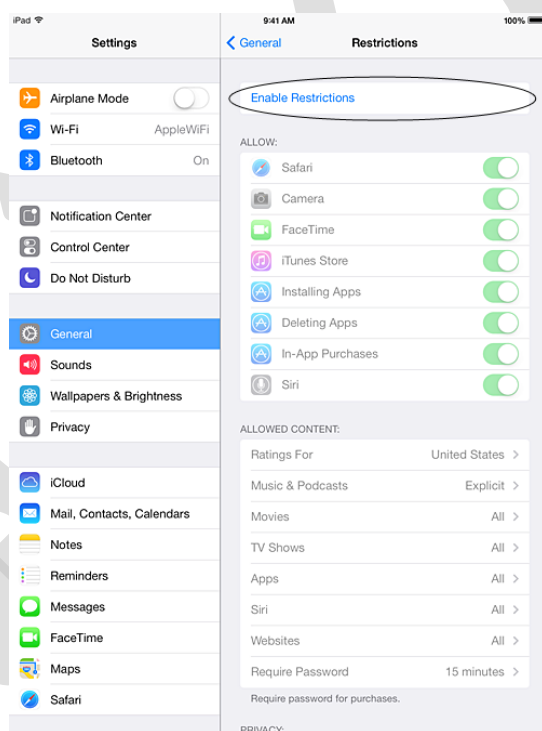 iPad 9:41 AM 100%
Settings
General Restrictions
Airplane Mode
Wi-Fi AppleWiFi
Bluetooth On
Notification Center
Control Center
Do Not Disturb
General
Sounds
Wallpapers & Brightness
Privacy
iCloud
Mail, Contacts, Calendars
Notes
Reminders
Messages
FaceTime
Maps
Safari
Enable Restrictions
ALLOW:
Safari
Camera
FaceTime
iTunes Store
Installing Apps
Deleting Apps
In-App Purchases
Siri
ALLOWED CONTENT:
Ratings For United States
Music & Podcasts Explicit
Movies All
TV Shows All
Apps All
Siri All
Websites All
Require Password 15 minutes
Require password for purchases.
PRIVACY: